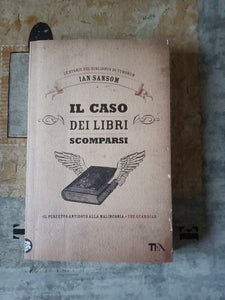 LE STORIE DEL BIBLIOBUS DI TUMDRUM
IAN SANSOM
IL CASO
DEI LIBRI
SCOMPARSI
«IL PERFETTO ANTIDOTO ALLA MALINCONIA.» THE GUARDIAN
TEA